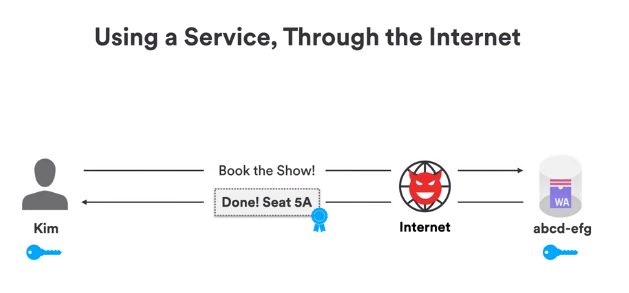 Using a Service, Through the Internet
Book the Show!
Done! Seat 5A
WA
Kim
Internet
abcd-efg